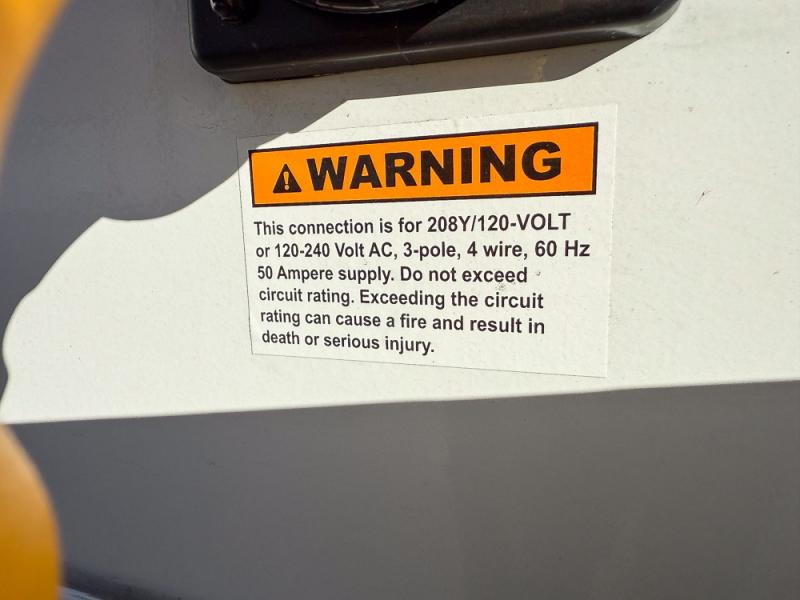 WARNING
This connection is for 208Y/120-VOLT
or 120-240 Volt AC, 3-pole, 4 wire, 60 Hz
50 Ampere supply. Do not exceed
circuit rating. Exceeding the circuit
rating can cause a fire and result in
death or serious injury.